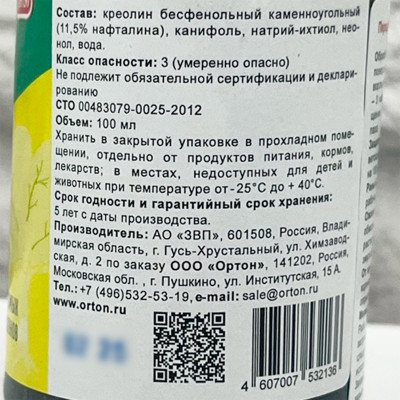 Состав: креолин бесфенольный каменноугольный
(11,5% нафталина), канифоль, натрий-ихтиол, нео-
нол, вода.
Класс опасности: 3 (умеренно опасно)
Не подлежит обязательной сертификации и деклари-
рованию
СТО 00483079-0025-2012
Объем: 100 мл
Хранить в закрытой упаковке в прохладном поме-
щении, отдельно от продуктов питания, кормов,
лекарств; в местах, недоступных для детей и
животных при температуре от -25°С до + 40°С.
Срок годности и гарантийный срок хранения:
5 лет с даты производства.
Производитель: АО «ЗВП», 601508, Россия, Влади-
мирская область, г. Гусь-Хрустальный, ул. Химзавод-
ская, д. 2 по заказу ООО «Ортон», 141202, Россия,
Московская обл., г. Пушкино, ул. Институтская, 15 А.
Тел.: +7 (496)532-53-19, e-mail: sale@orton.ru
www.orton.ru
4 607007 532136